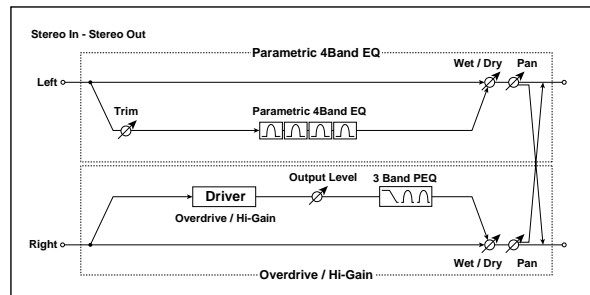 Stereo In - Stereo Out
Parametric 4Band EQ
Wet / Dry Pan
Left
Trim
Parametric 4Band EQ
Output Level
3 Band PEQ
Driver
Overdrive / Hi-Gain
Right
Wet / Dry Pan
Overdrive / Hi-Gain